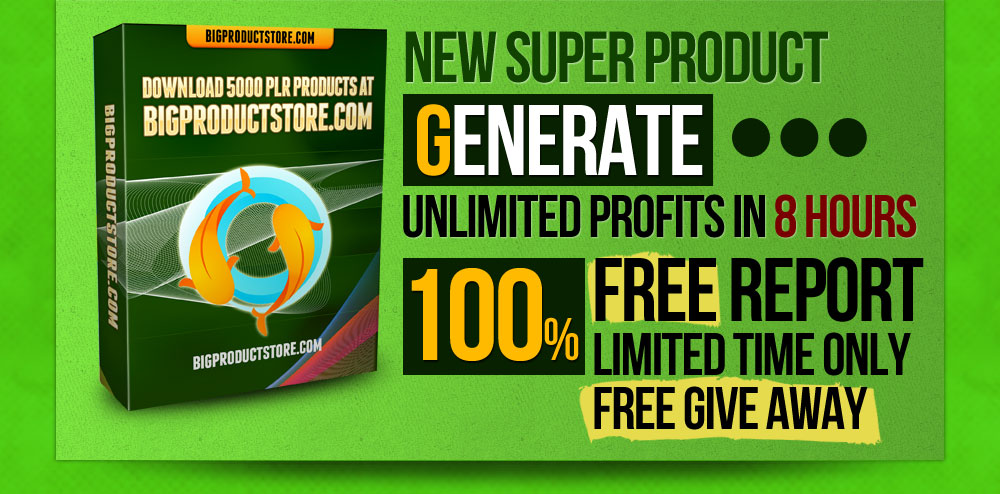 BIGPRODUCTSTORE.COM
DOWNLOAD 5000 PLR PRODUCTS AT
BIGPRODUCTSTORE.COM
BIGPRODUCTSTORE.COM
BIGPRODUCTSTORE.COM
NEW SUPER PRODUCT
GENERATE
UNLIMITED PROFITS IN 8 HOURS
100%
FREE REPORT
LIMITED TIME ONLY
FREE GIVE AWAY